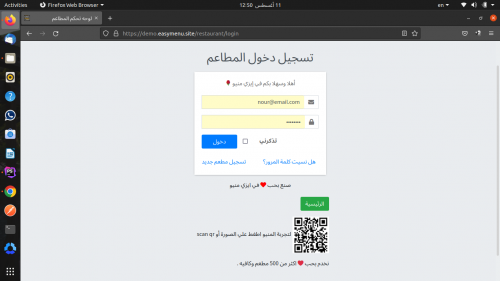 Activities
Firefox Web Browser
11 أغسطس 12:50
en
لوحة تحكم المطاعم
https://demo.easymenu.site/restaurant/login
تسجيل دخول المطاعم
أهلا وسهلا بكم في إيزي منيو
nour@email.com
تذكرني
دخول
هل نسيت كلمة المرور؟
تسجيل مطعم جديد
صنع بحب ❤ في ايزي منيو
الرئيسية
لتجربة المنيو اظغط علي الصورة أو scan qr
نخدم بحب ❤ اكثر من 500 مطعم وكافية .